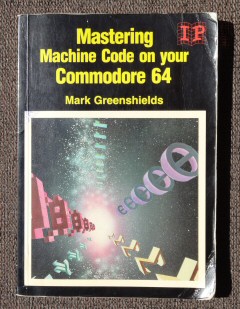 Mastering
Machine Code on your
Commodore 64
Mark Greenshields
IP